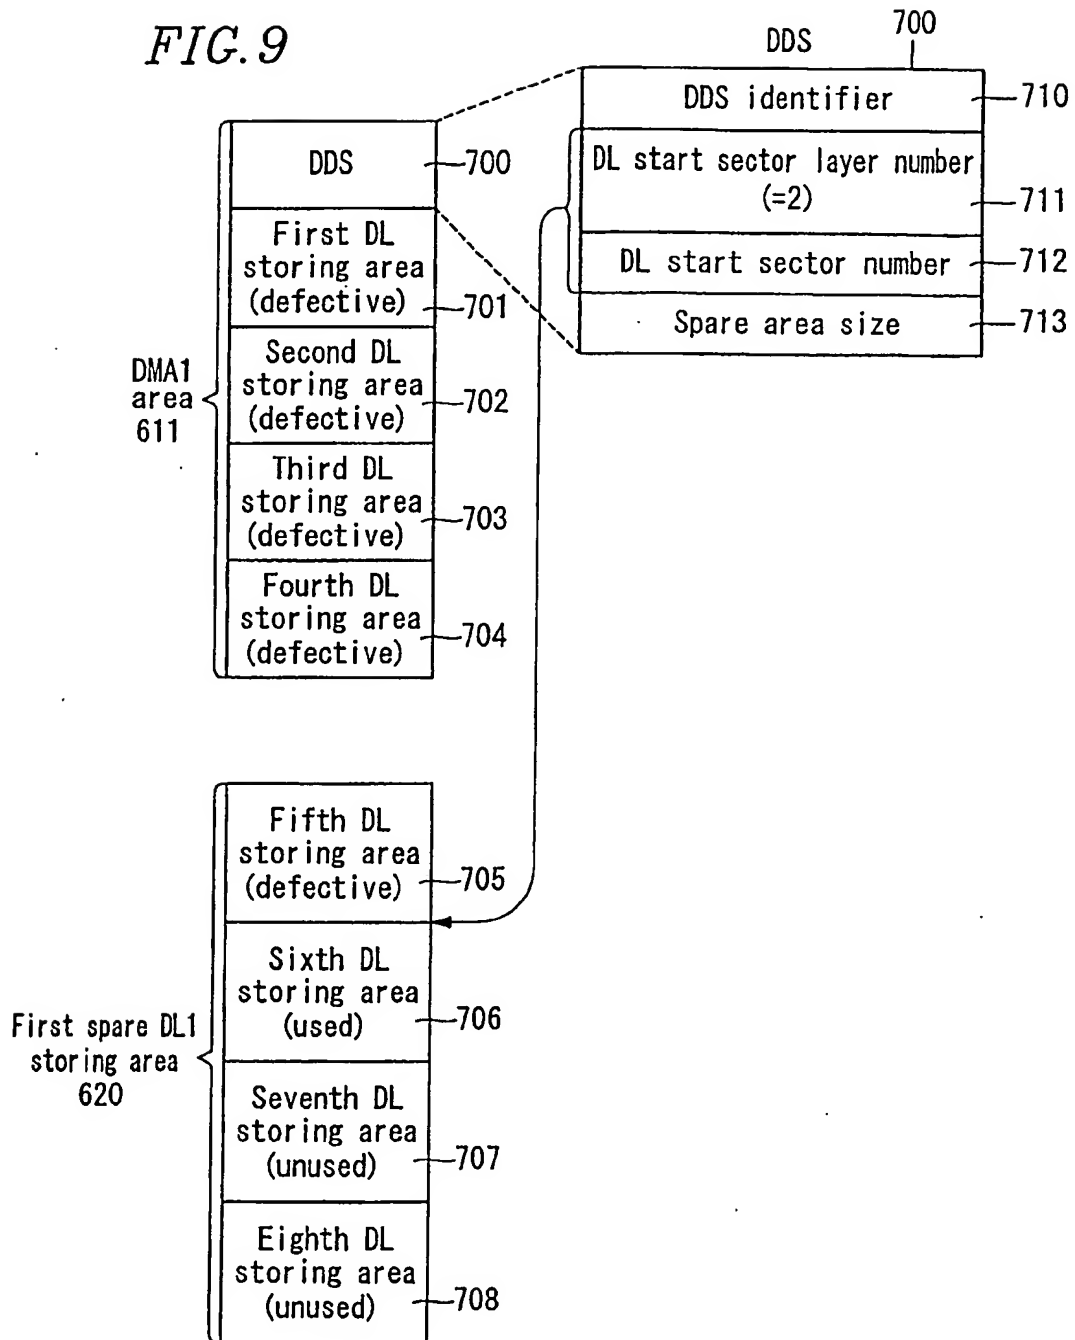 FIG. 9
DDS
700
DDS identifier
710
DL start sector layer number
(=2)
711
DL start sector number
712
Spare area size
713
DDS
700
First DL
storing area
(defective)
701
Second DL
storing area
(defective)
702
Third DL
storing area
(defective)
703
Fourth DL
storing area
(defective)
704
DMA1
area
611
Fifth DL
storing area
(defective)
705
Sixth DL
storing area
(used)
706
Seventh DL
storing area
(unused)
707
Eighth DL
storing area
(unused)
708
First spare DL1
storing area
620